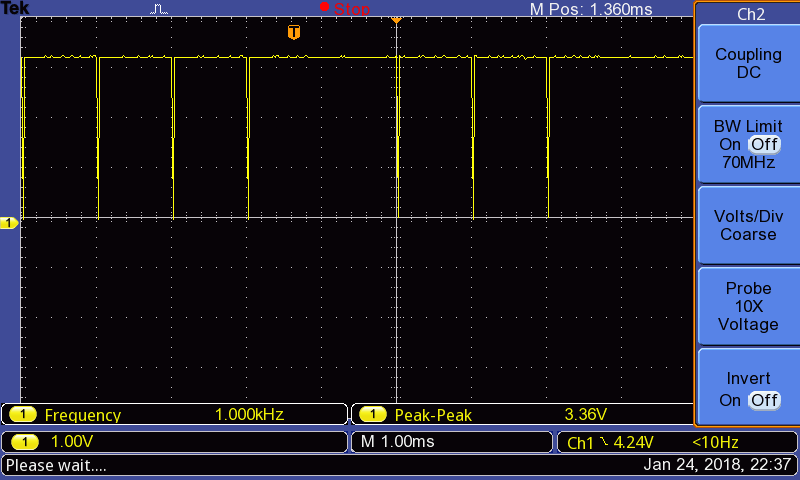 Tek Stop M Pos: 1.360ms
T
Ch2
Coupling
DC
BW Limit
On Off
70MHz
Volts/Div
Coarse
Probe
10X
Voltage
Invert
On Off
1
1 Frequency 1.000kHz 1 Peak-Peak 3.36V
1 1.00V M 1.00ms Ch1 4.24V <10Hz
Please wait.... Jan 24, 2018, 22:37